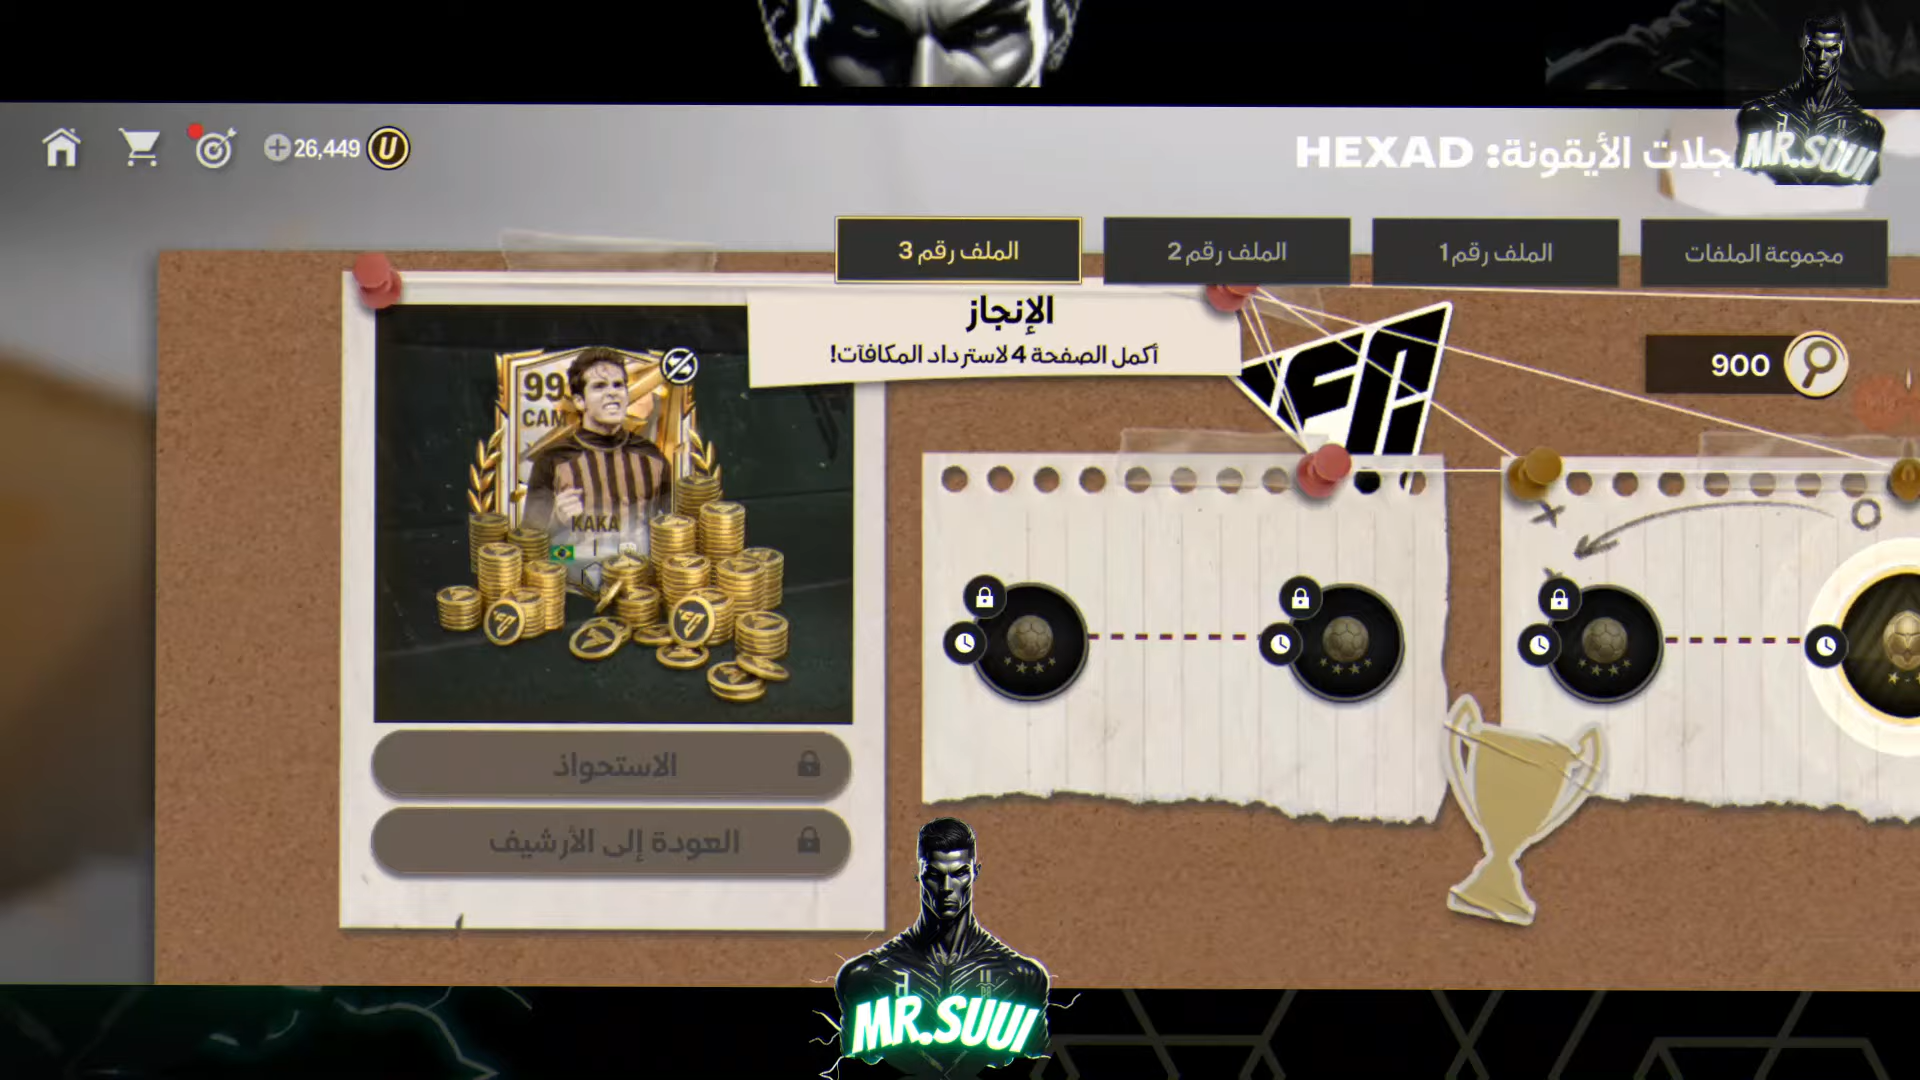 26,449
جلات الأيقونة: HEXAD
MR.SUUI
مجموعة الملفات
الملف رقم 1
الملف رقم 2
الملف رقم 3
الإنجاز
أكمل الصفحة 4 لاسترداد المكافآت!
900
99
CAM
KAKA
الاستحواذ
العودة إلى الأرشيف
MR.SUUI